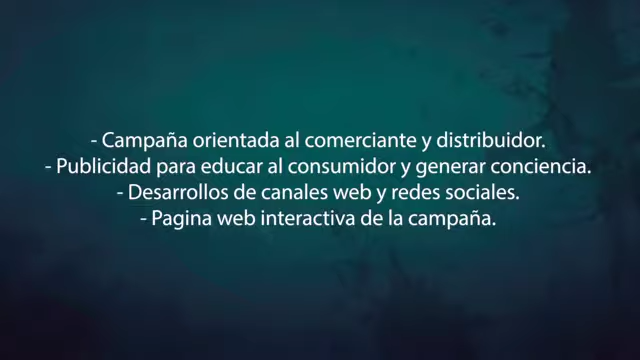 - Campaña orientada al comerciante y distribuidor.
- Publicidad para educar al consumidor y generar conciencia.
- Desarrollos de canales web y redes sociales.
- Pagina web interactiva de la campaña.